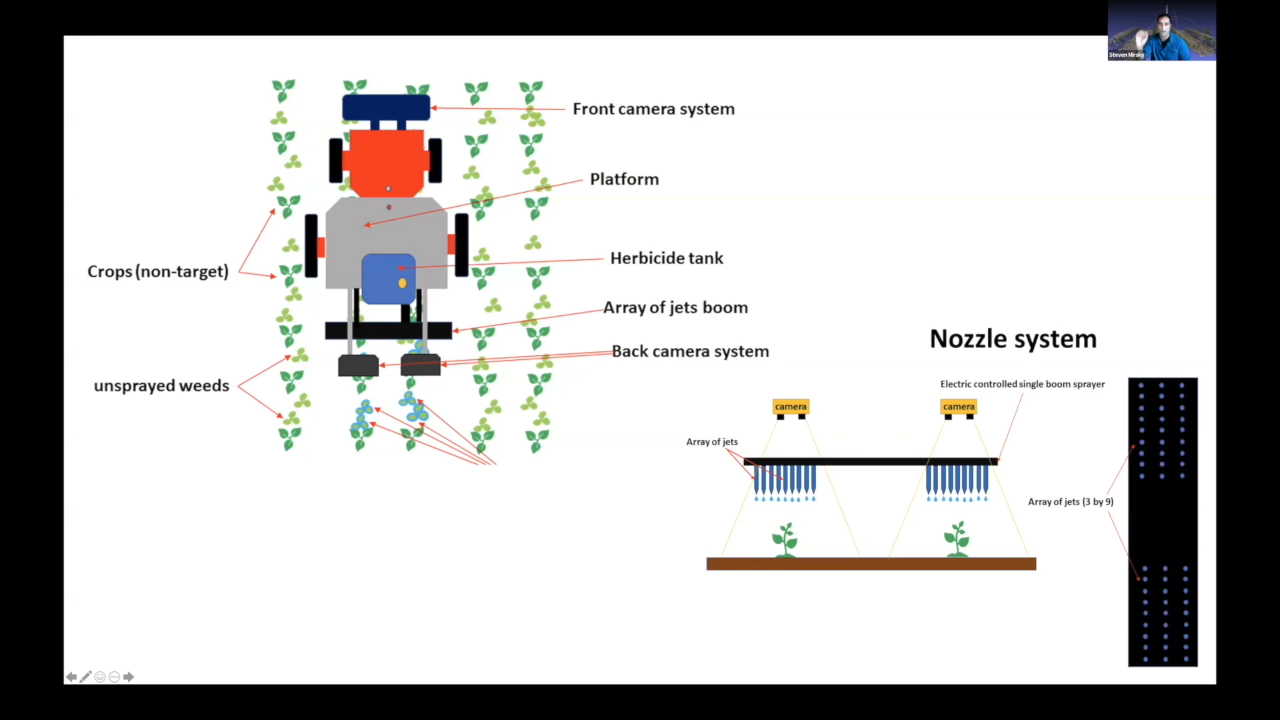 Steven Mirsky
Front camera system
Platform
Herbicide tank
Crops (non-target)
Array of jets boom
Back camera system
unsprayed weeds
Nozzle system
Electric controlled single boom sprayer
camera
camera
Array of jets
Array of jets (3 by 9)